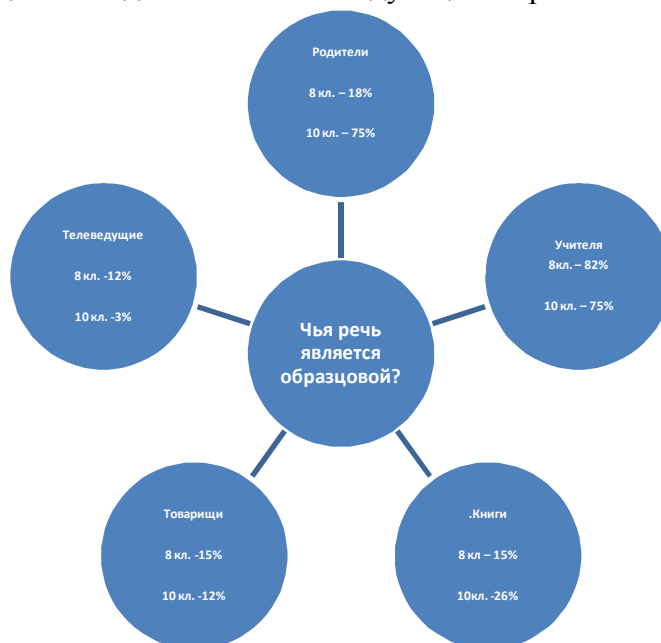 Родители
8 кл. – 18%
10 кл. – 75%
Телеведущие
8 кл. -12%
10 кл. -3%
Учителя
8кл. – 82%
10 кл. – 75%
Чья речь
является
образцовой?
Товарищи
8 кл. -15%
10 кл. -12%
.Книги
8 кл – 15%
10кл. -26%